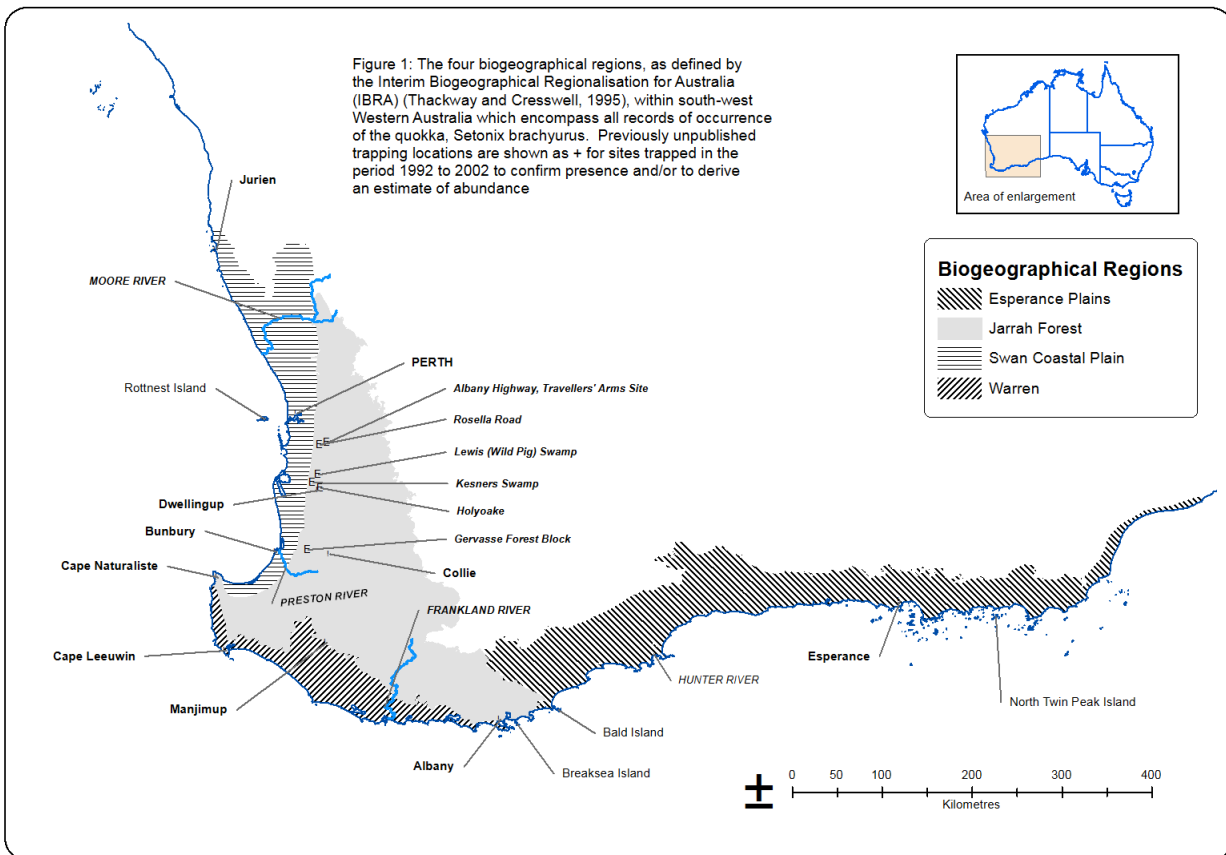 Figure 1: The four biogeographical regions, as defined by
the Interim Biogeographical Regionalisation for Australia
(IBRA) (Thackway and Cresswell, 1995), within south-west
Western Australia which encompass all records of occurrence
of the quokka, Setonix brachyurus. Previously unpublished
trapping locations are shown as + for sites trapped in the
period 1992 to 2002 to confirm presence and/or to derive
an estimate of abundance
Area of enlargement
Biogeographical Regions
Esperance Plains
Jarrah Forest
Swan Coastal Plain
Warren
Jurien
MOORE RIVER
PERTH
Rottnest Island
Albany Highway, Travellers' Arms Site
Rosella Road
E E
Lewis (Wild Pig) Swamp
E
Kesners Swamp
E
E
Dwellingup
Holyoake
Bunbury
Gervasse Forest Block
E
Cape Naturaliste
Collie
PRESTON RIVER
FRANKLAND RIVER
Cape Leeuwin
Esperance
HUNTER RIVER
Manjimup
North Twin Peak Island
Bald Island
Albany
Breaksea Island
±
0 50 100 200 300 400
Kilometres